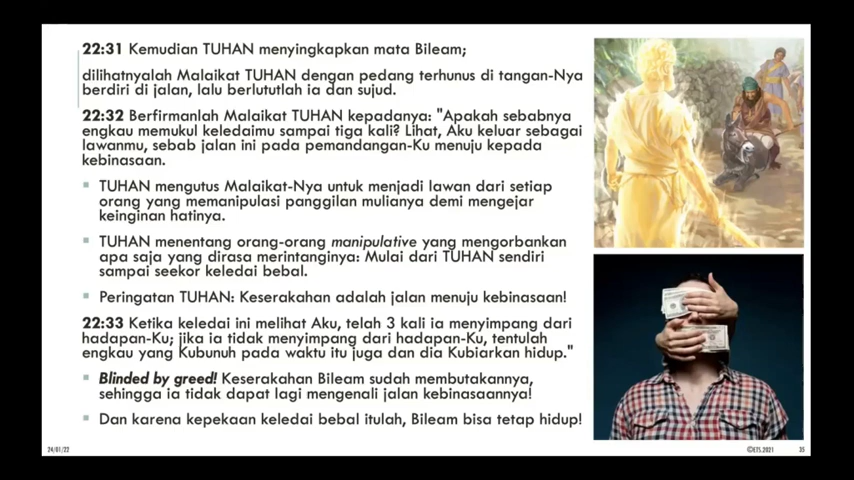 22:31 Kemudian TUHAN menyingkapkan mata Bileam;
dilihatnyalah Malaikat TUHAN dengan pedang terhunus di tangan-Nya
berdiri di jalan, lalu berlututlah ia dan sujud.
22:32 Berfirmanlah Malaikat TUHAN kepadanya: "Apakah sebabnya
engkau memukul keledaimu sampai tiga kali? Lihat, Aku keluar sebagai
lawanmu, sebab jalan ini pada pemandangan-Ku menuju kepada
kebinasaan.
▪ TUHAN mengutus Malaikat-Nya untuk menjadi lawan dari setiap
orang yang memanipulasi panggilan mulianya demi mengejar
keinginan hatinya.
▪ TUHAN menentang orang-orang manipulative yang mengorbankan
apa saja yang dirasa merintanginya: Mulai dari TUHAN sendiri
sampai seekor keledai bebal.
▪ Peringatan TUHAN: Keserakahan adalah jalan menuju kebinasaan!
22:33 Ketika keledai ini melihat Aku, telah 3 kali ia menyimpang dari
hadapan-Ku; jika ia tidak menyimpang dari hadapan-Ku, tentulah
engkau yang Kubunuh pada waktu itu juga dan dia Kubiarkan hidup."
▪ Blinded by greed! Keserakahan Bileam sudah membutakannya,
sehingga ia tidak dapat lagi mengenali jalan kebinasaannya!
▪ Dan karena kepekaan keledai bebal itulah, Bileam bisa tetap hidup!
24/01/22
©ETS.2021
35